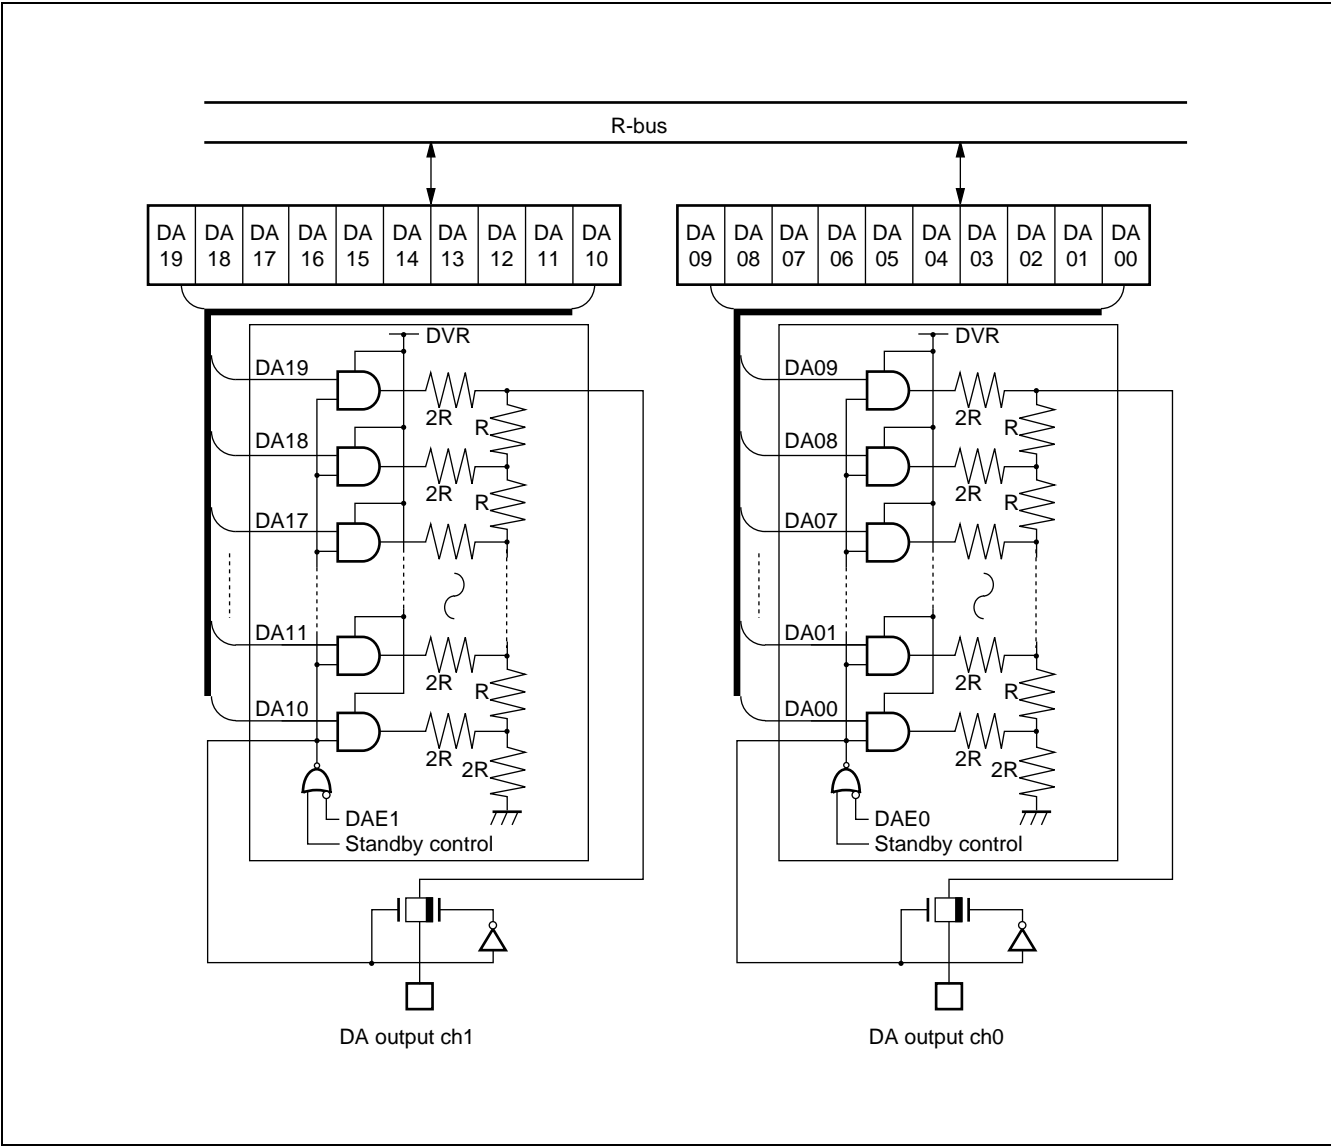 R-bus
DA DA DA DA DA DA DA DA DA DA
19 18 17 16 15 14 13 12 11 10
DVR
DA19
2R
R
DA18
2R
R
DA17
DA11
2R
R
DA10
2R
2R
DAE1
Standby control
DA output ch1
DA DA DA DA DA DA DA DA DA DA
09 08 07 06 05 04 03 02 01 00
DVR
DA09
2R
R
DA08
2R
R
DA07
DA01
2R
R
DA00
2R
2R
DAE0
Standby control
DA output ch0